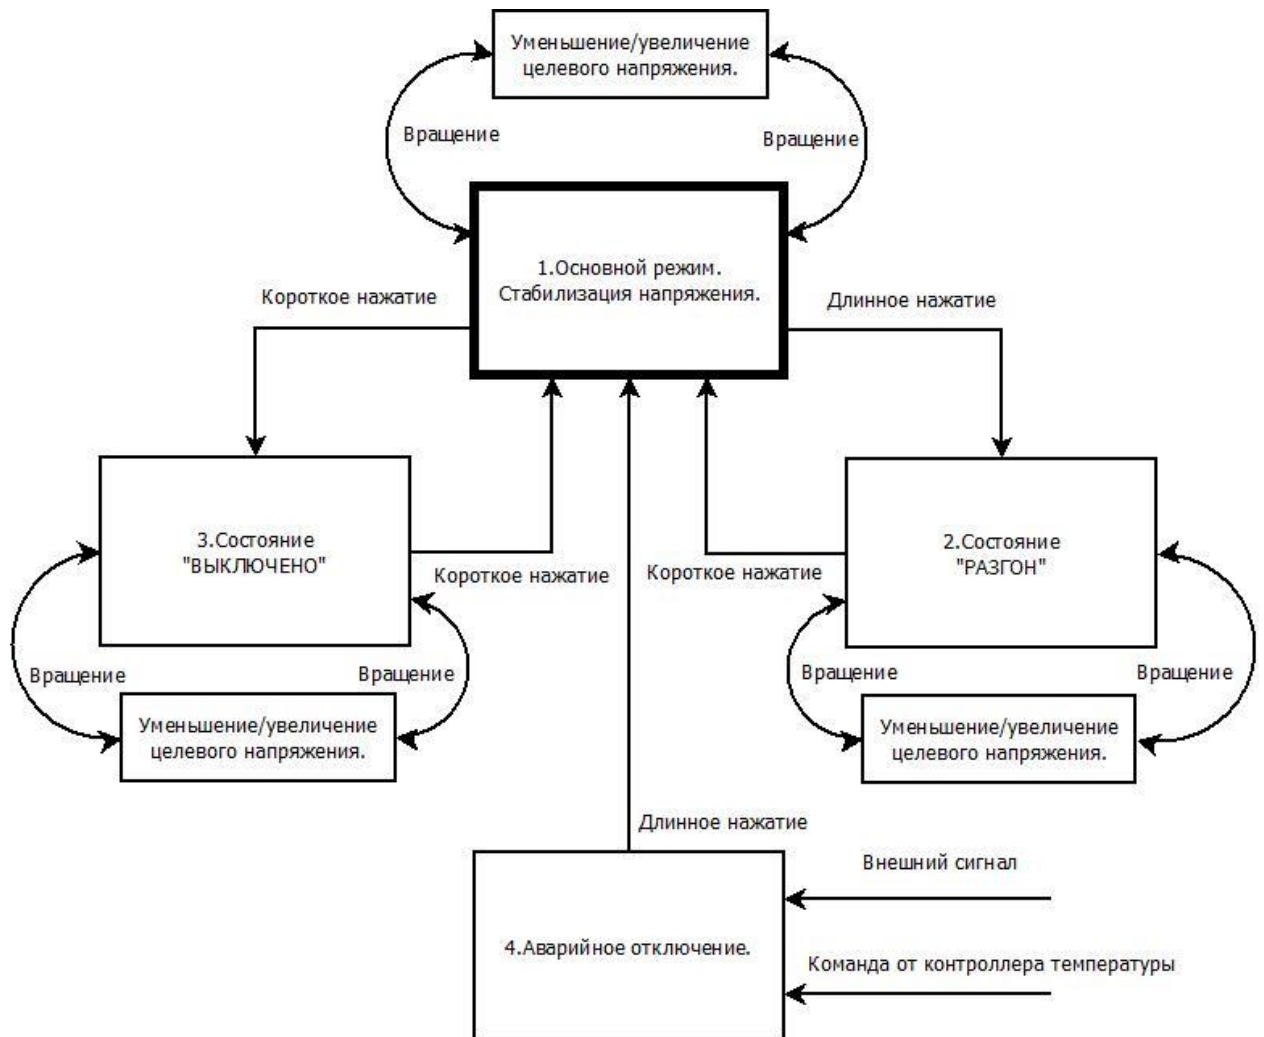 Уменьшение/увеличение
целевого напряжения.
Вращение
Вращение
1.Основной режим.
Стабилизация напряжения.
Короткое нажатие
Длинное нажатие
3.Состояние
"ВЫКЛЮЧЕНО"
2.Состояние
"РАЗГОН"
Короткое нажатие
Короткое нажатие
Вращение
Вращение
Вращение
Вращение
Уменьшение/увеличение
целевого напряжения.
Уменьшение/увеличение
целевого напряжения.
Длинное нажатие
Внешний сигнал
4.Аварийное отключение.
Команда от контроллера температуры